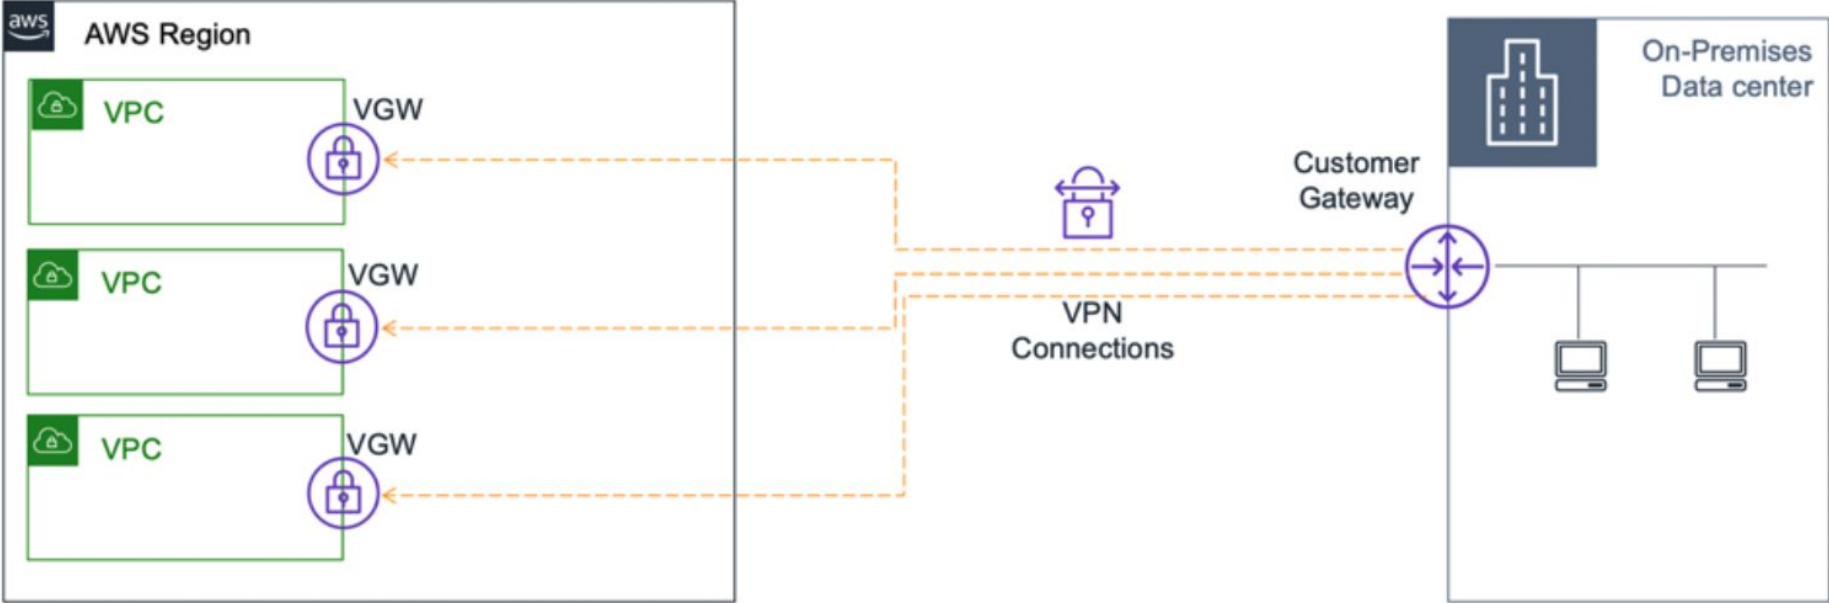 aws
AWS Region
VPC
VGW
VPC
VGW
VPC
VGW
VPN
Connections
Customer
Gateway
On-Premises
Data center